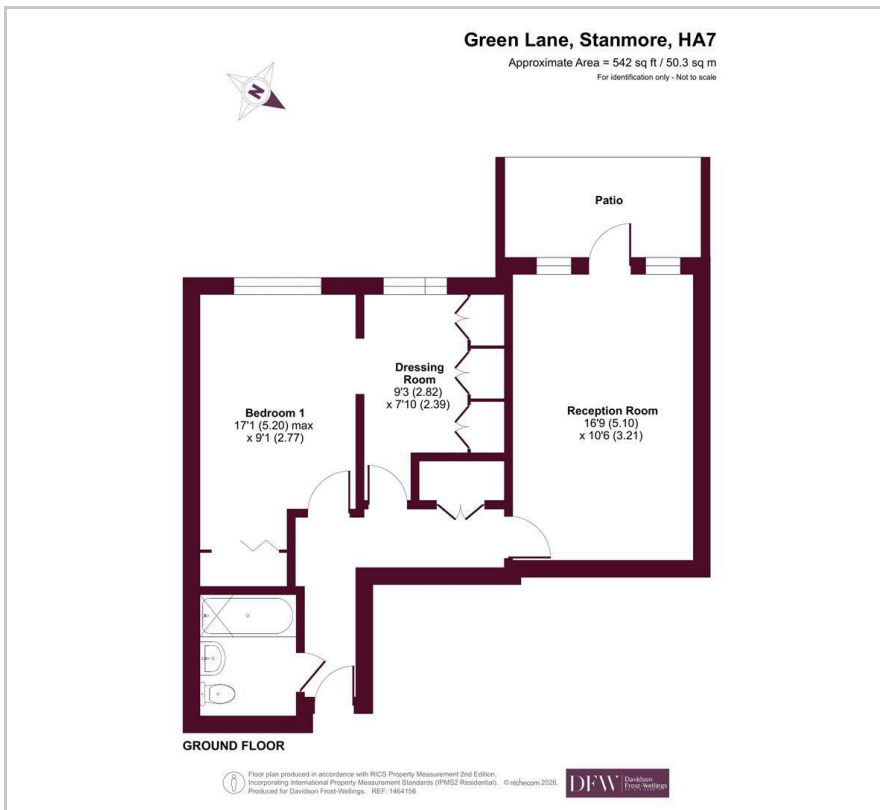 Green Lane, Stanmore, HA7
Approximate Area = 542 sq ft / 50.3 sq m
For identification only - Not to scale
N
Patio
Dressing
Room
9'3 (2.82)
x 7'10 (2.39)
Bedroom 1
17'1 (5.20) max
x 9'1 (2.77)
Reception Room
16'9 (5.10)
x 10'6 (3.21)
GROUND FLOOR
Floor plan produced in accordance with RICS Property Measurement 2nd Edition,
Incorporating International Property Measurement Standards (IPMS2 Residential). © nichecom 2026.
Produced for Davidson Frost-Wellings. REF: 1464156
DFW
Davidson
Frost-Wellings